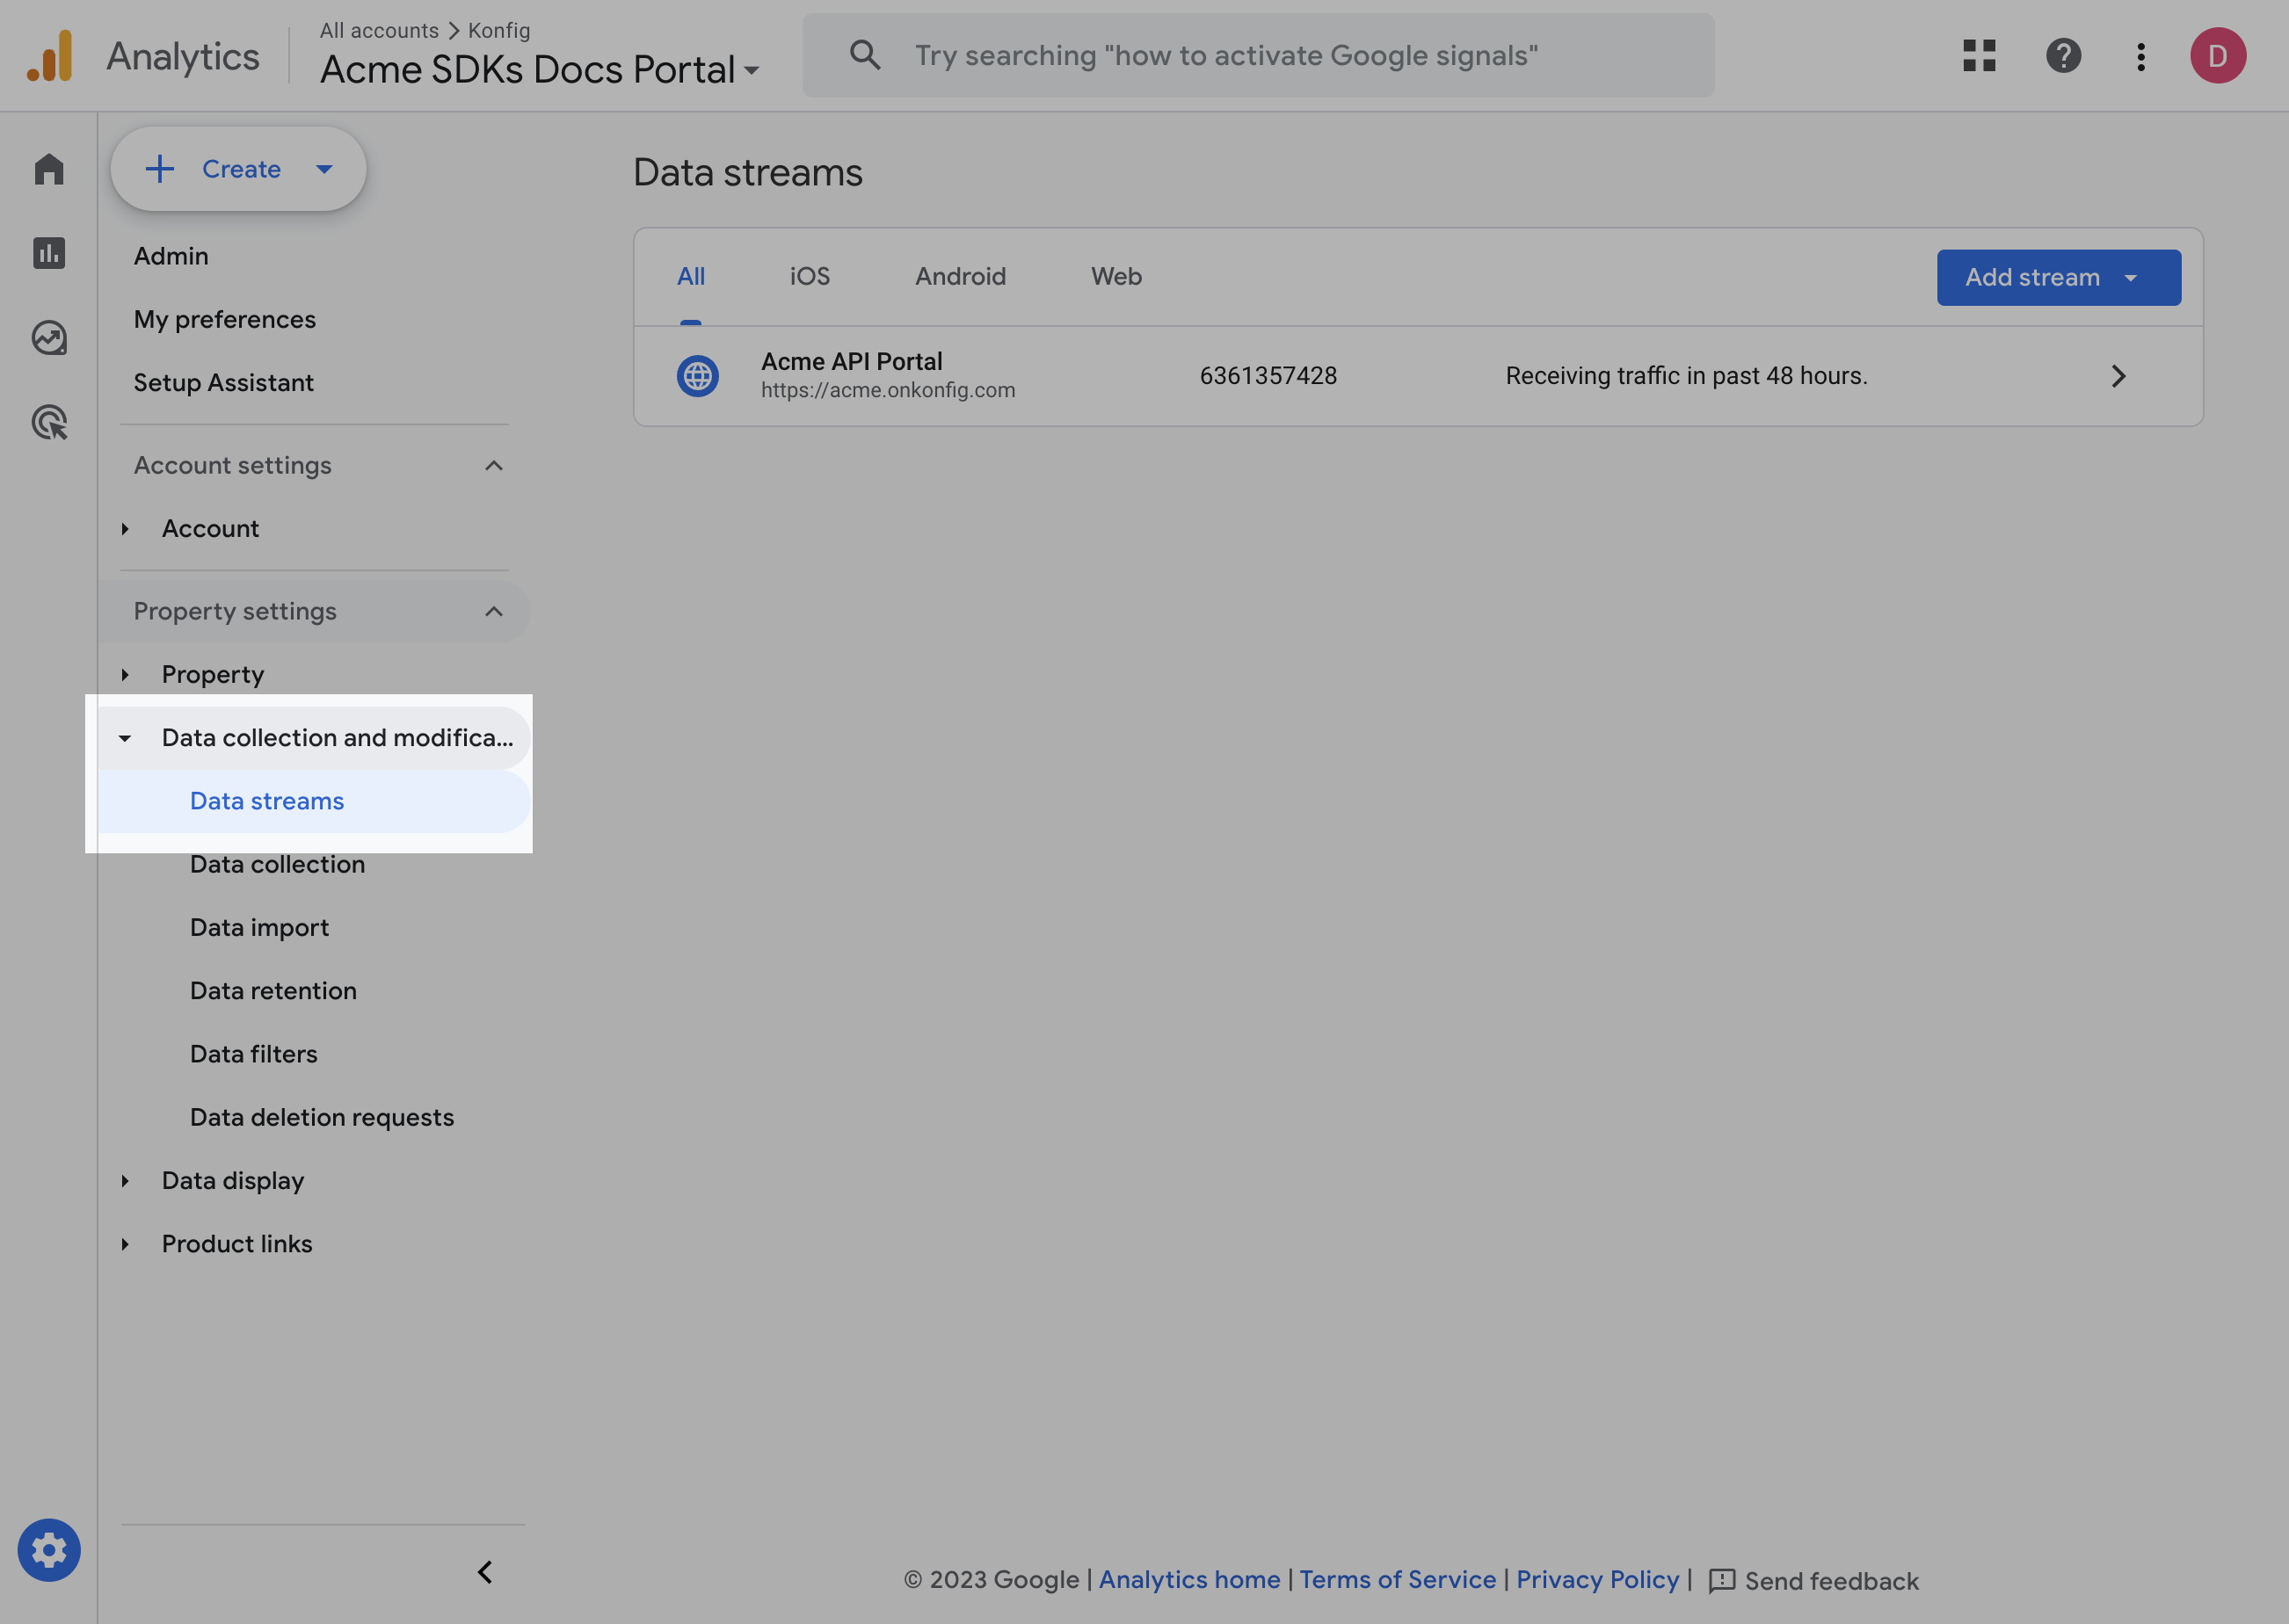 Analytics
All accounts > Konfig
Acme SDKs Docs Portal
Try searching "how to activate Google signals"
D
Create
Admin
My preferences
Setup Assistant
Account settings
Account
Property settings
Property
Data collection and modifica...
Data streams
Data collection
Data import
Data retention
Data filters
Data deletion requests
Data display
Product links
Data streams
All iOS Android Web
Add stream
Acme API Portal
https://acme.onkonfig.com
6361357428
Receiving traffic in past 48 hours.
© 2023 Google | Analytics home | Terms of Service | Privacy Policy | Send feedback